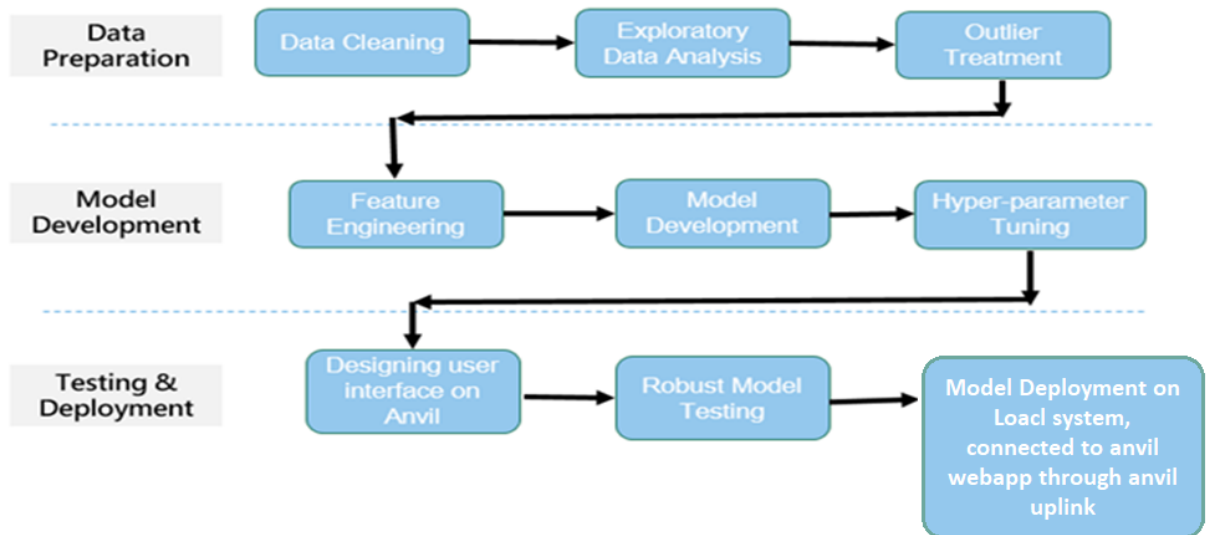 Data
Preparation
Data Cleaning
Exploratory
Data Analysis
Outlier
Treatment
Model
Development
Feature
Engineering
Model
Development
Hyper-parameter
Tuning
Testing &
Deployment
Designing user
interface on
Anvil
Robust Model
Testing
Model Deployment on
Loacl system,
connected to anvil
webapp through anvil
uplink